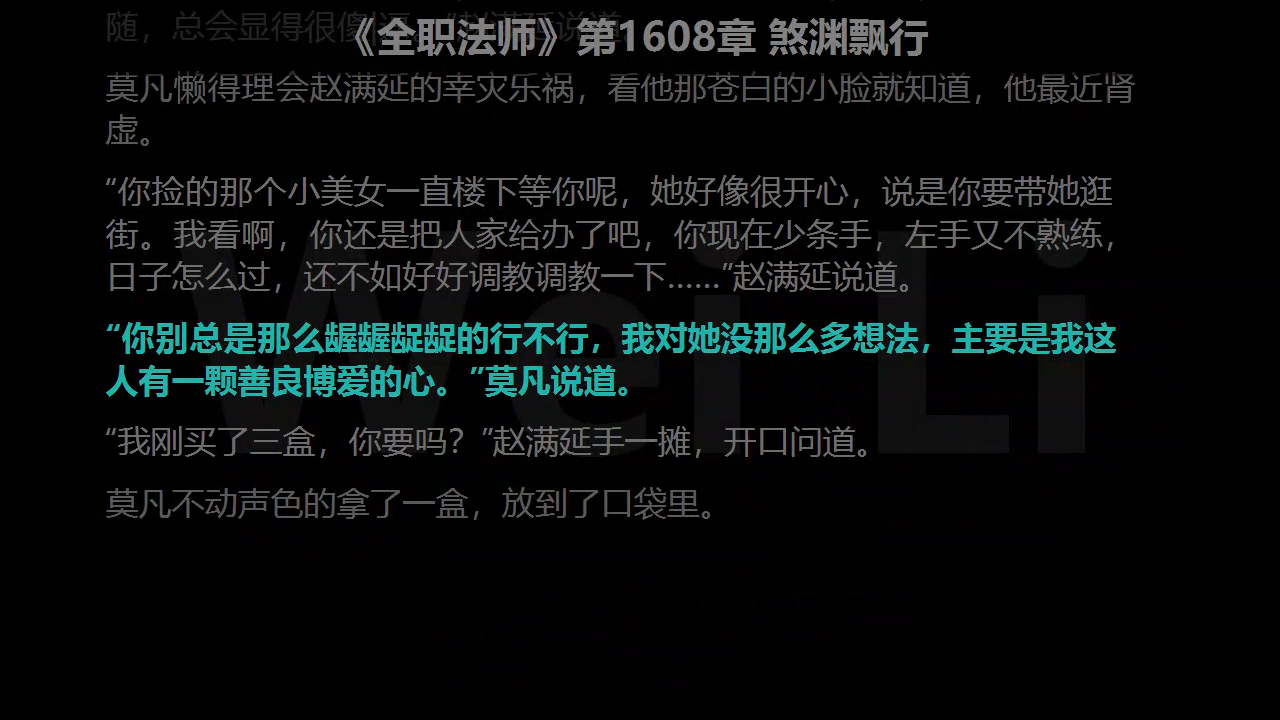 《全职法师》第1608章 煞渊飘行
随，总会显得很傻
莫凡懒得理会赵满延的幸灾乐祸，看他那苍白的小脸就知道，他最近肾
虚。
“你捡的那个小美女一直楼下等你呢，她好像很开心，说是你要带她逛
街。我看啊，你还是把人家给办了吧，你现在少条手，左手又不熟练，
日子怎么过，还不如好好调教调教一下……”赵满延说道。
“你别总是那么龌龌龊龊的行不行，我对她没那么多想法，主要是我这
人有一颗善良博爱的心。”莫凡说道。
“我刚买了三盒，你要吗？”赵满延手一摊，开口问道。
莫凡不动声色的拿了一盒，放到了口袋里。
Wei Li